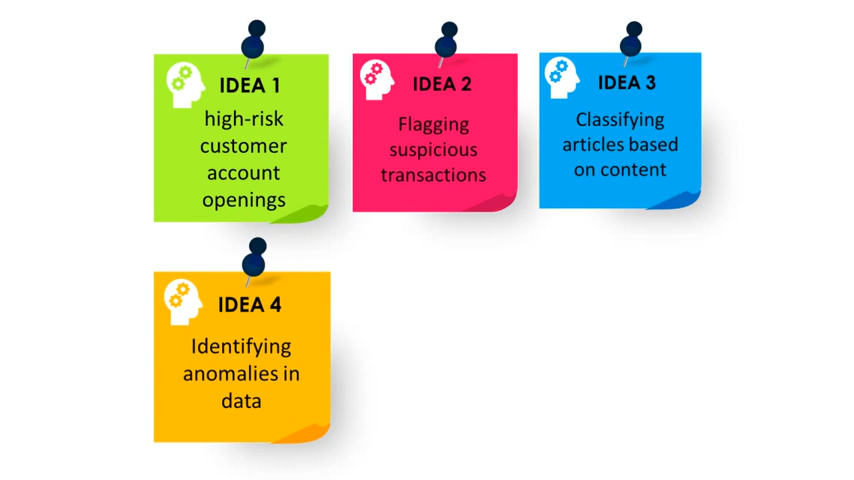 IDEA 1
high-risk
customer
account
openings
IDEA 2
Flagging
suspicious
transactions
IDEA 3
Classifying
articles based
on content
IDEA 4
Identifying
anomalies in
data